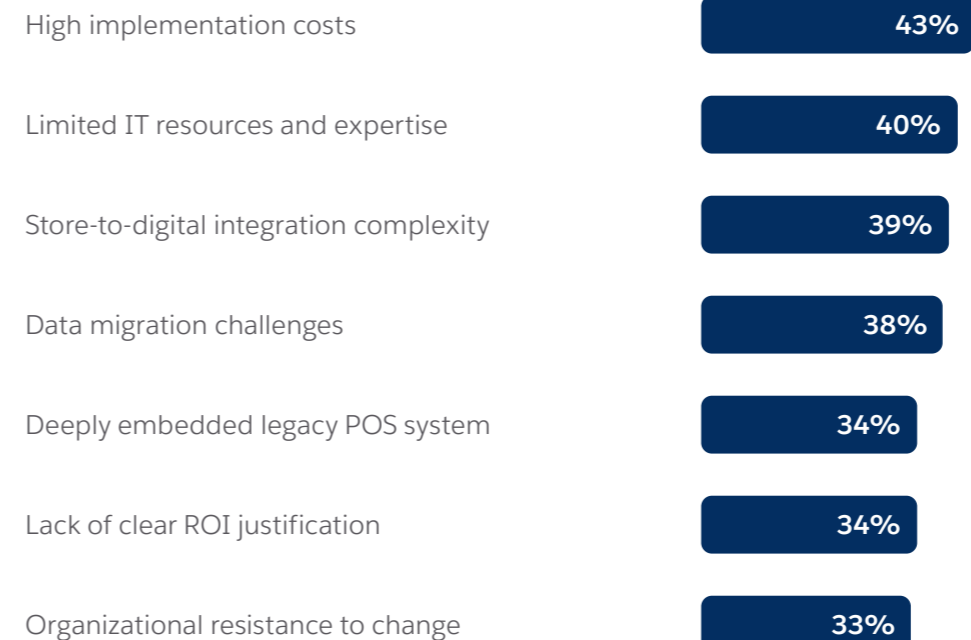 High implementation costs 43%
Limited IT resources and expertise 40%
Store-to-digital integration complexity 39%
Data migration challenges 38%
Deeply embedded legacy POS system 34%
Lack of clear ROI justification 34%
Organizational resistance to change 33%